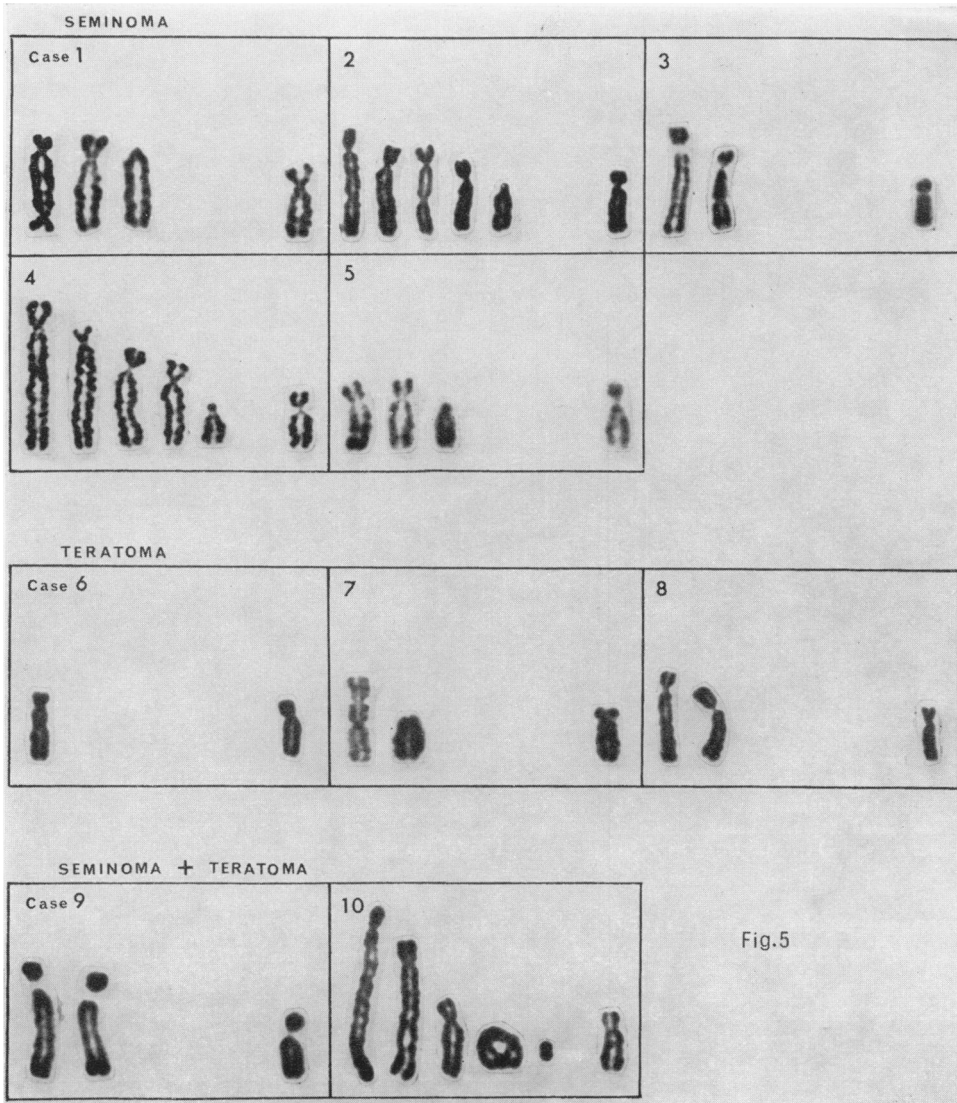 SEMINOMA
Case 1
2
3
4
5
TERATOMA
Case 6
7
8
SEMINOMA + TERATOMA
Case 9
10
Fig.5